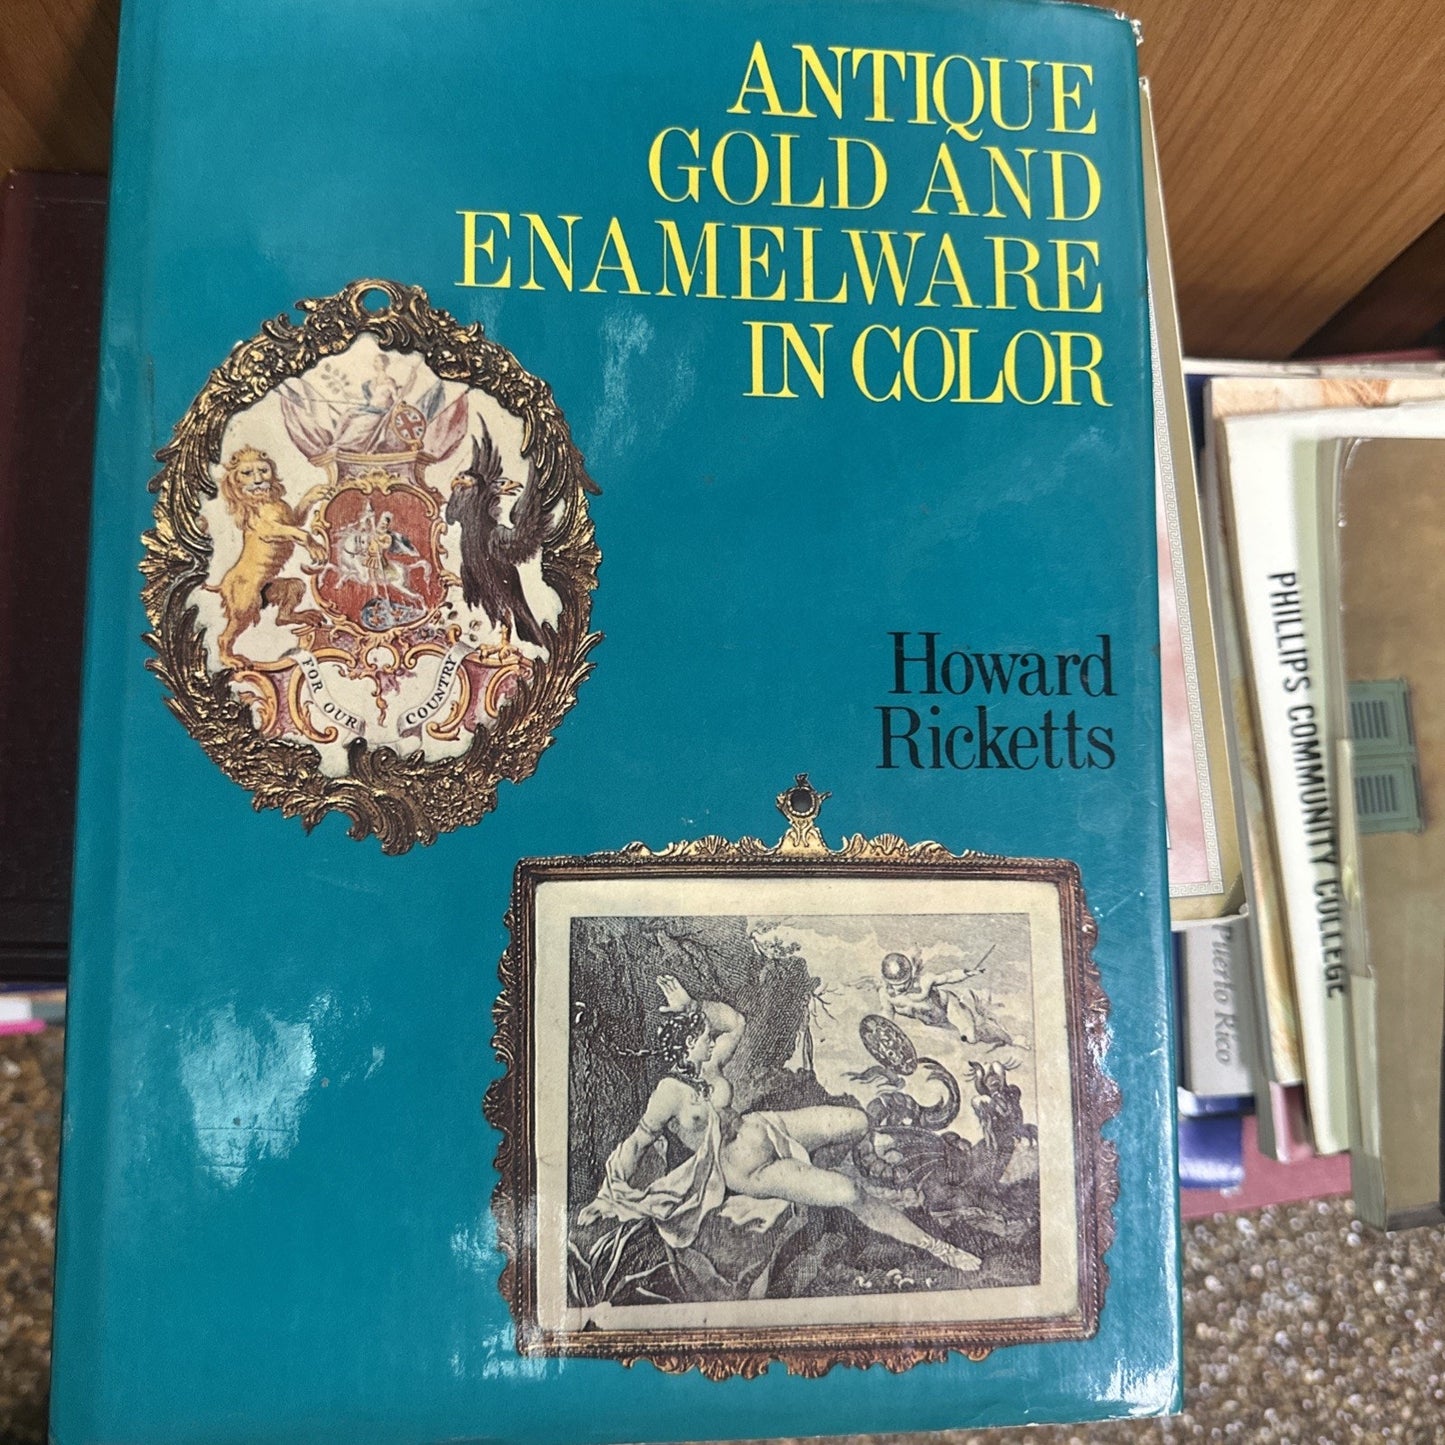 ANTIQUE
GOLD AND
ENAMELWARE
IN COLOR
FOR OUR COUNTRY
Howard
Ricketts
PHILLIPS COMMUNITY COLLEGE
Puerto Rico